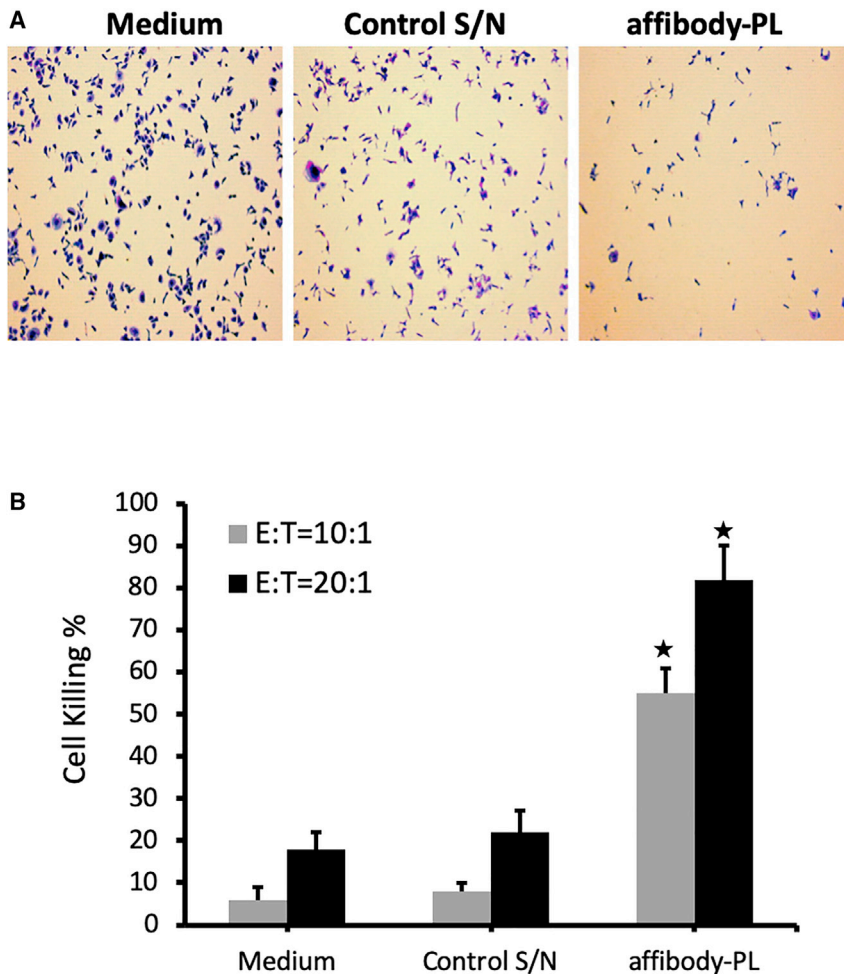 A
Medium Control S/N affibody-PL
B
100
90
80
70
60
50
40
30
20
10
0
Cell Killing %
E:T=10:1
E:T=20:1
Medium Control S/N affibody-PL